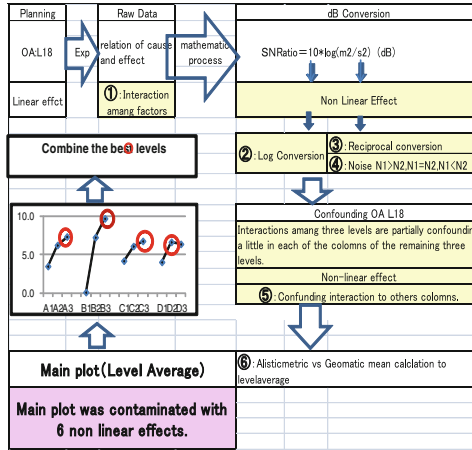 Planning
Raw Data
dB Conversion
OA:L18
Exp
relation of cause
and effect
mathematic
process
SNRatio=10*log(m2/s2) (dB)
Linear effct
①:Interaction
amang factors
Non Linear Effect
②:Log Conversion
③:Reciprocal conversion
④:Noise N1>N2,N1=N2,N1<N2
Combine the best levels
Confounding OA L18
Interactions among three levels are partially confoundin
a little in each of the colomns of the remaining three
levels.
Non-linear effect
⑤:Confunding interaction to others colomns.
10.0
5.0
0.0
A1A2A3 B1B2B3 C1C2C3 D1D2D3
Main plot(Level Average)
⑥:Alisticmetric vs Geomatic mean calclation to
levelaverage
Main plot was contaminated with
6 non linear effects.